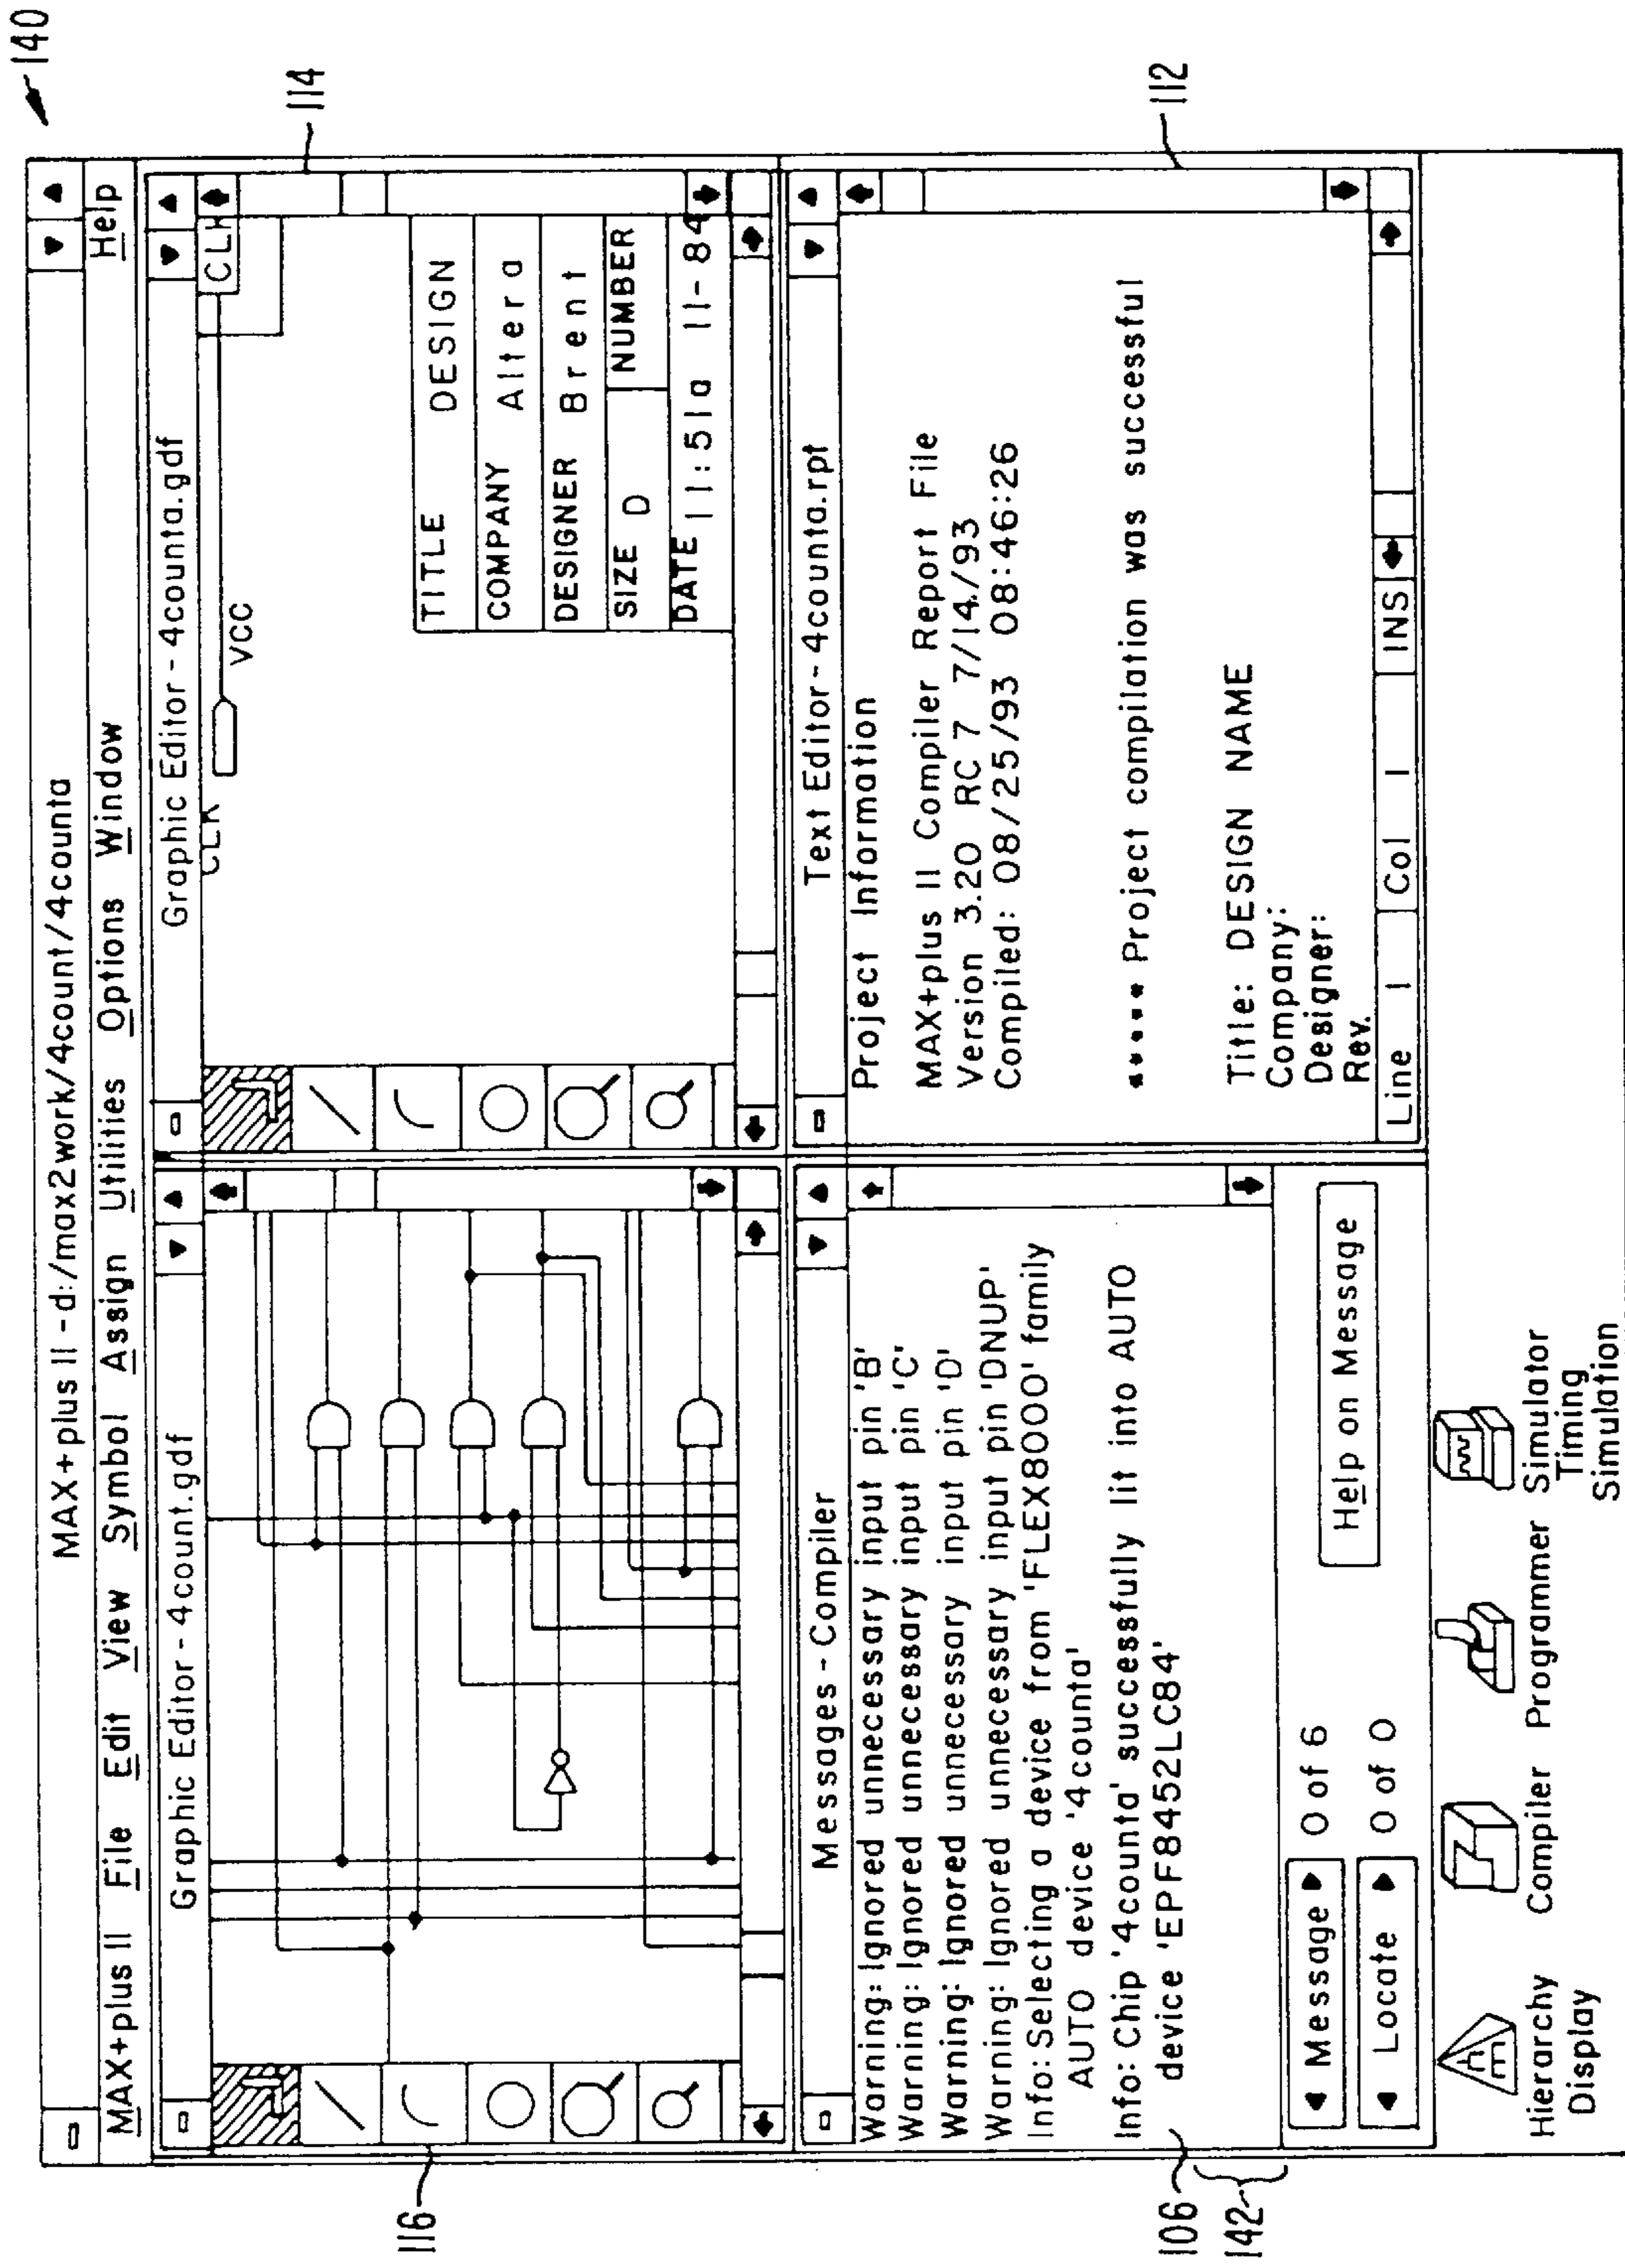 140
MAX+plus II - d:/max2work/4count/4counta
MAX+plus II File Edit View Symbol Assign Utilities Options Window Help
Graphic Editor - 4count.gdf
116
Graphic Editor - 4counta.gdf
CLK
VCC
CLK
TITLE DESIGN
COMPANY Altera
DESIGNER Brent
SIZE D NUMBER
DATE 11:51a 11-84
114
Messages - Compiler
Warning: Ignored unnecessary input pin 'B'
Warning: Ignored unnecessary input pin 'C'
Warning: Ignored unnecessary input pin 'D'
Warning: Ignored unnecessary input pin 'DNUP'
Info: Selecting a device from 'FLEX8000' family
AUTO device '4counta'
Info: Chip '4counta' successfully lit into AUTO
device 'EPF8452LC84'
106
142
Message 0 of 6
Locate 0 of 0
Help on Message
Text Editor - 4counta.rpt
Project Information
MAX+plus II Compiler Report File
Version 3.20 RC 7 7/14./93
Compiled: 08/25/93 08:46:26
***** Project compilation was successful
Title: DESIGN NAME
Company:
Designer:
Rev.
Line 1 Col 1 INS
112
Hierarchy
Display
Compiler
Programmer
Simulator
Timing
Simulation